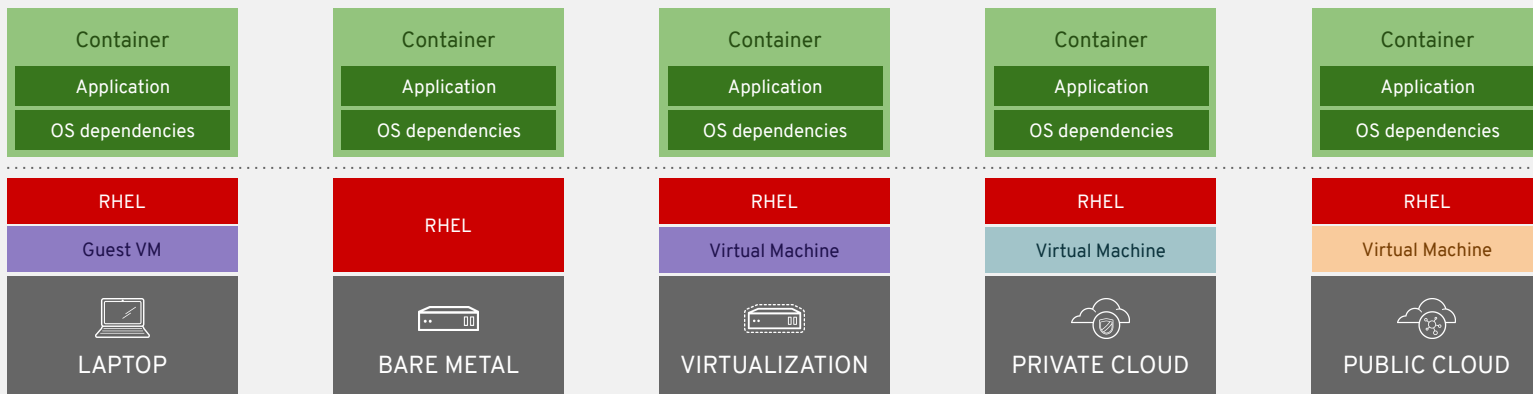 Container
Application
OS dependencies
RHEL
Guest VM
LAPTOP
Container
Application
OS dependencies
RHEL
BARE METAL
Container
Application
OS dependencies
RHEL
Virtual Machine
VIRTUALIZATION
Container
Application
OS dependencies
RHEL
Virtual Machine
PRIVATE CLOUD
Container
Application
OS dependencies
RHEL
Virtual Machine
PUBLIC CLOUD